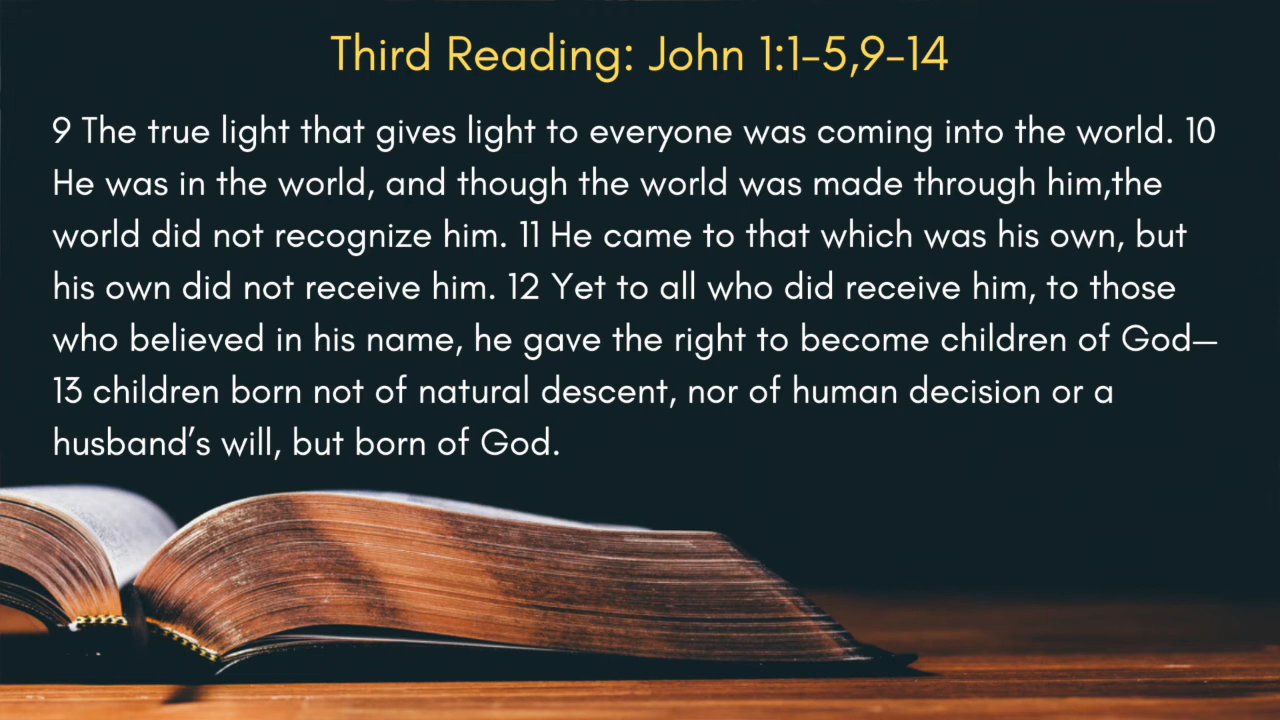 Third Reading: John 1:1-5,9-14
9 The true light that gives light to everyone was coming into the world. 10
He was in the world, and though the world was made through him,the
world did not recognize him. 11 He came to that which was his own, but
his own did not receive him. 12 Yet to all who did receive him, to those
who believed in his name, he gave the right to become children of God—
13 children born not of natural descent, nor of human decision or a
husband’s will, but born of God.